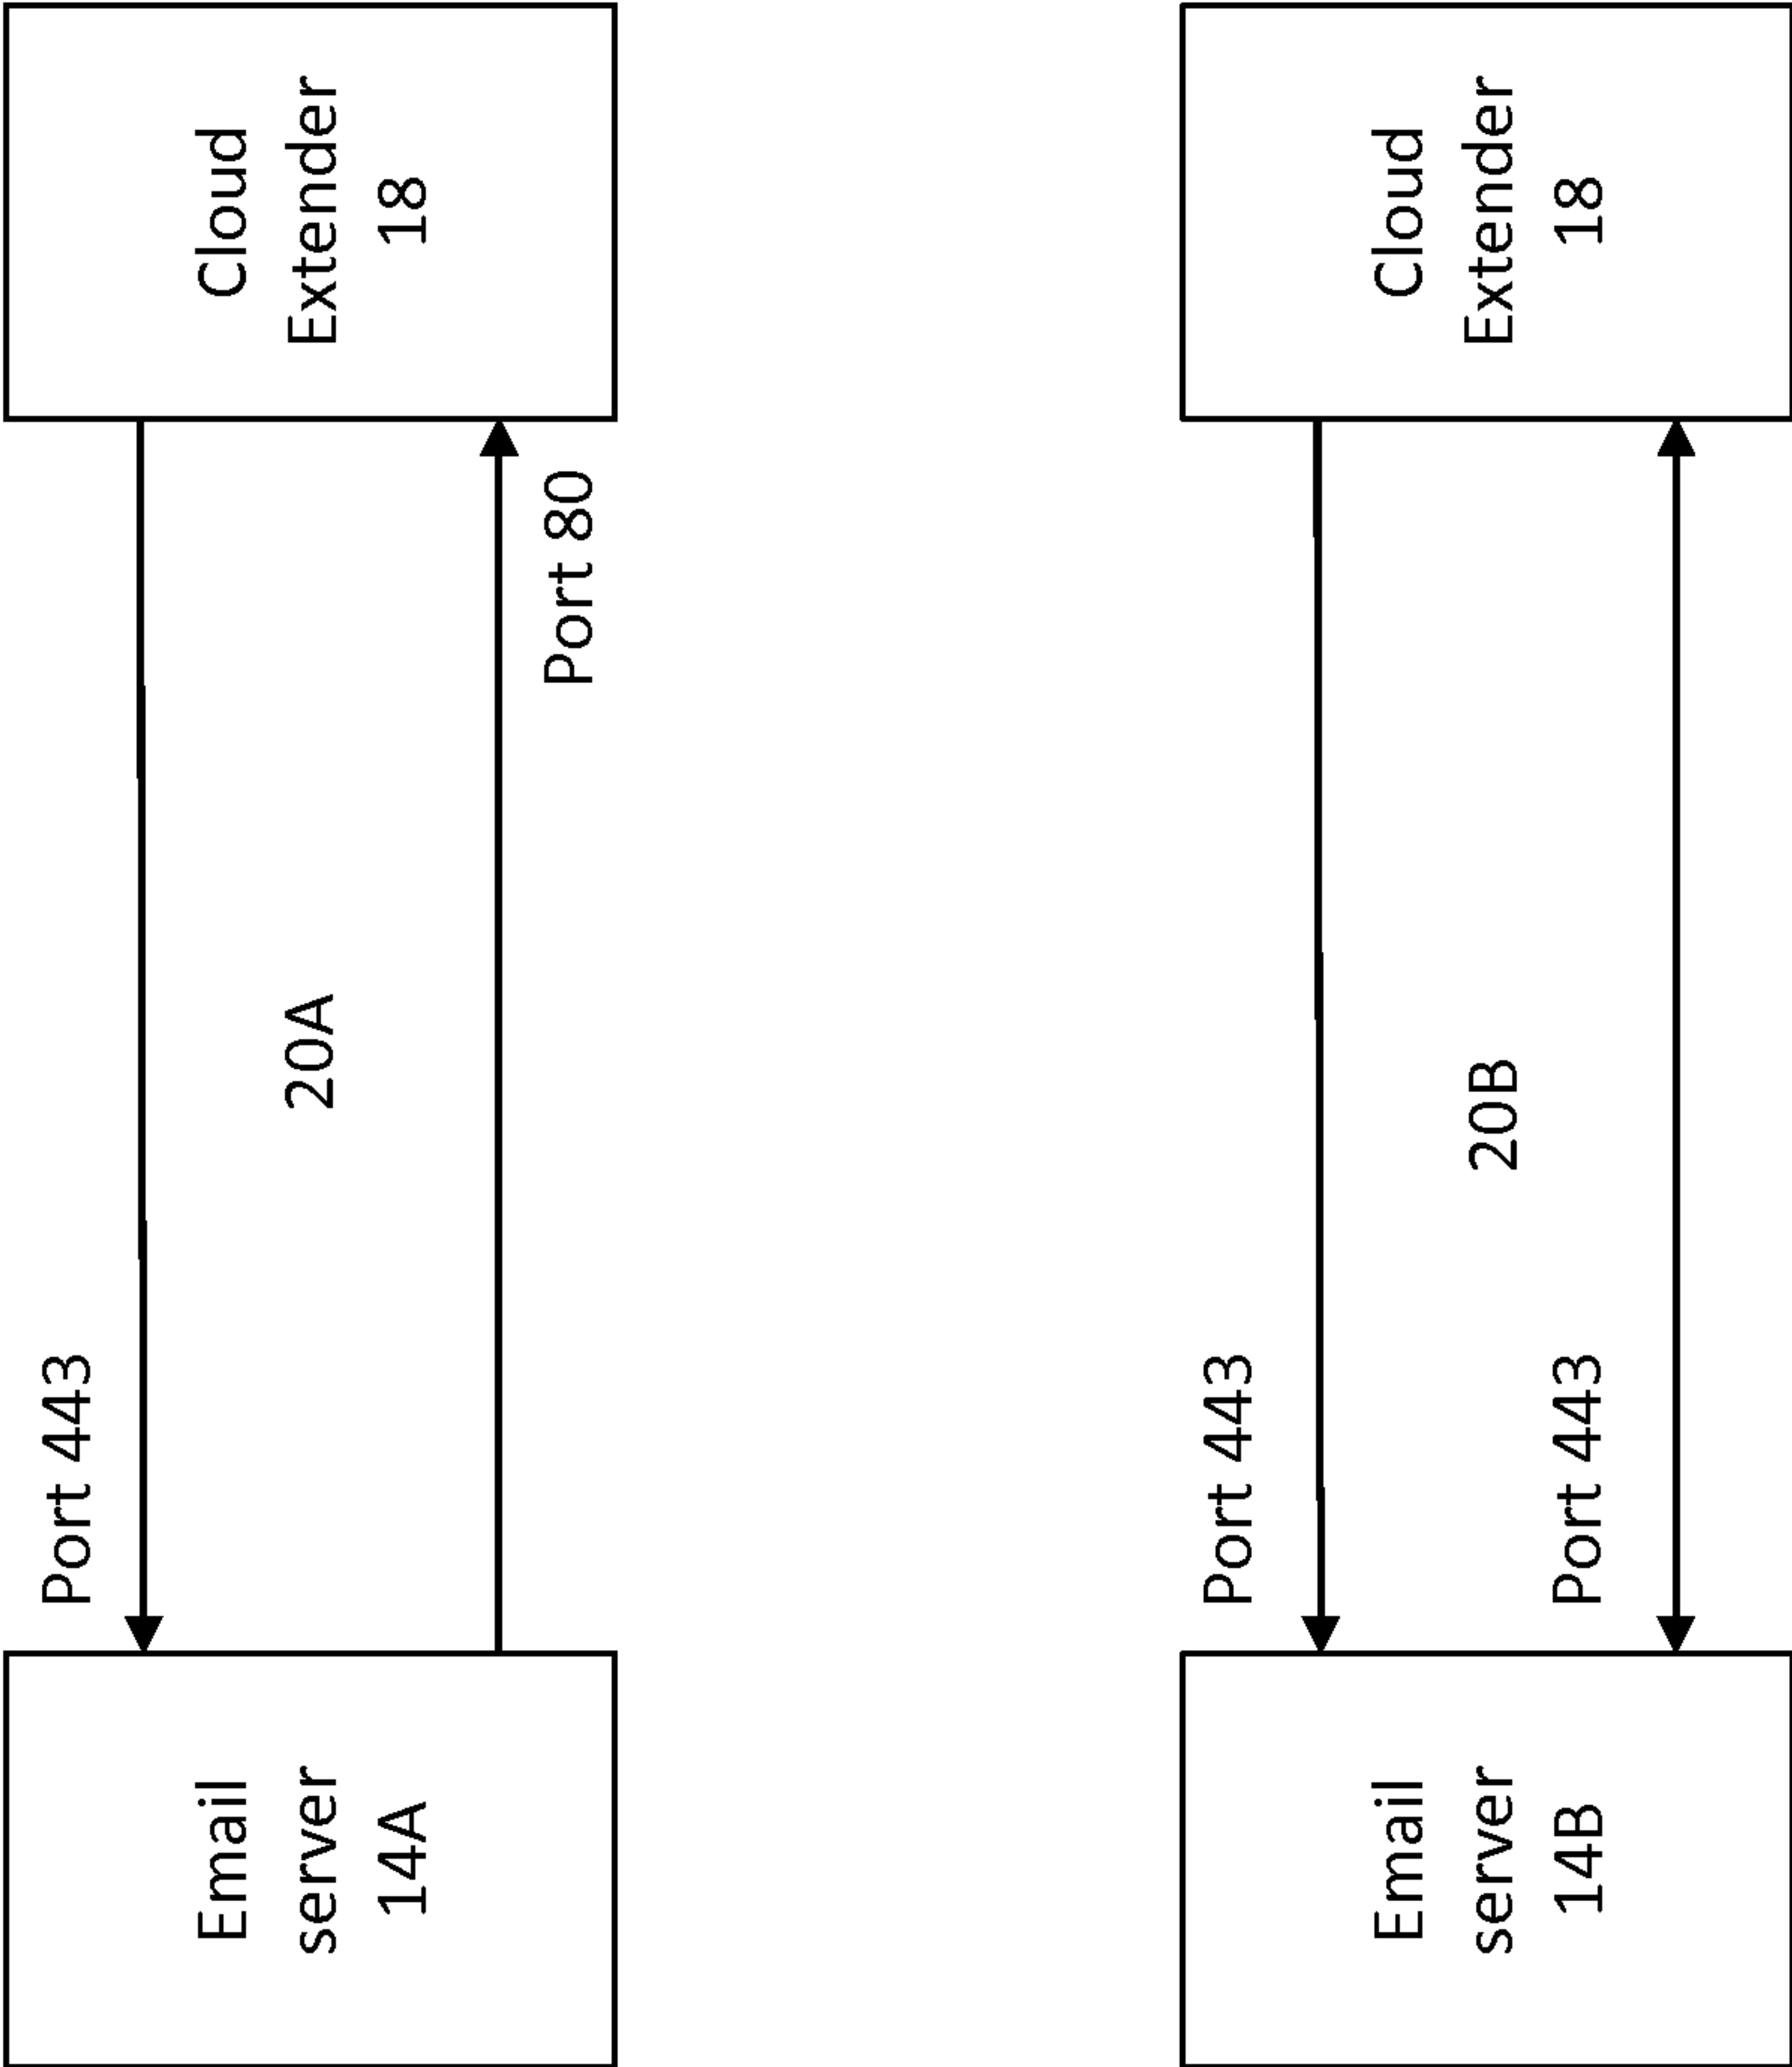 Email
server
14A
Port 443
20A
Port 80
Cloud
Extender
18
Email
server
14B
Port 443
20B
Port 443
Cloud
Extender
18